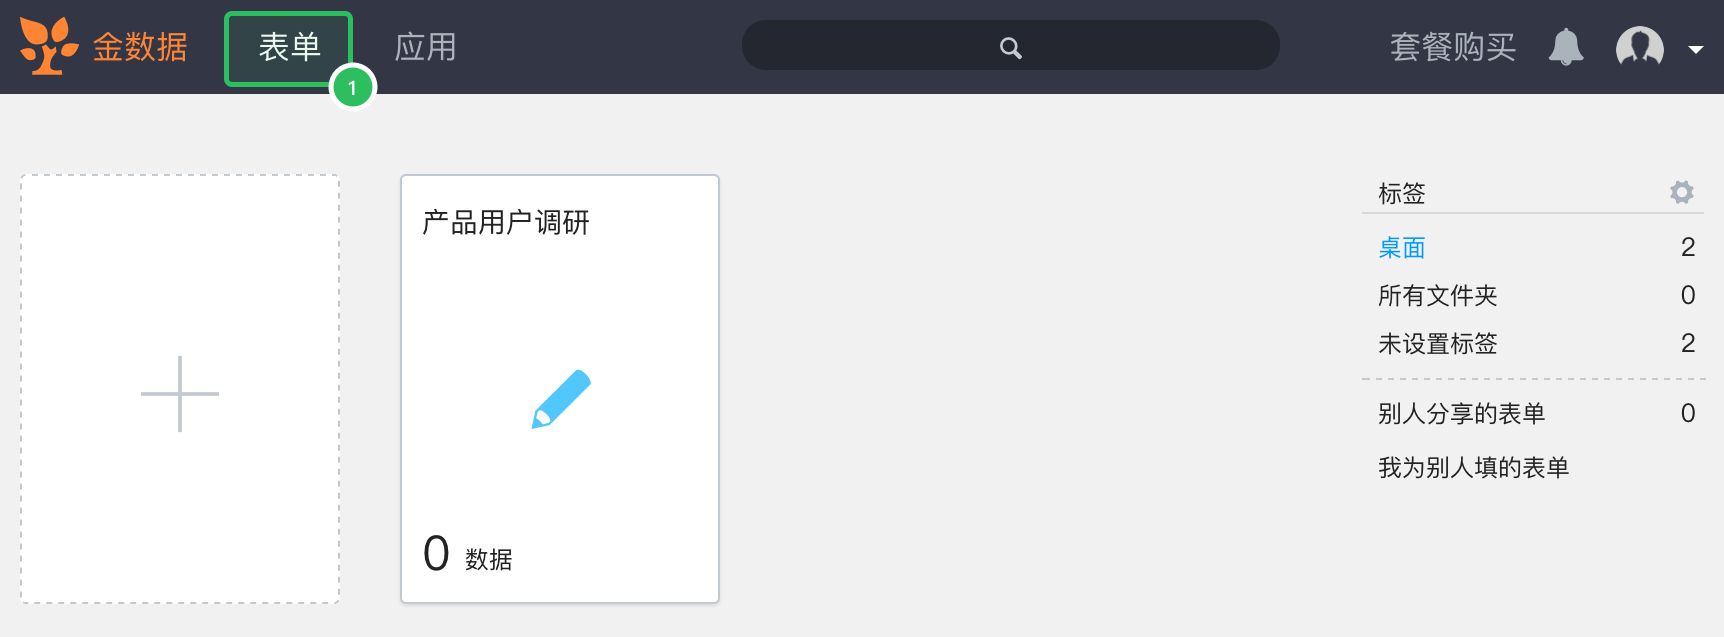 金数据 表单 应用 套餐购买
1
产品用户调研
0 数据
标签
桌面 2
所有文件夹 0
未设置标签 2
别人分享的表单 0
我为别人填的表单